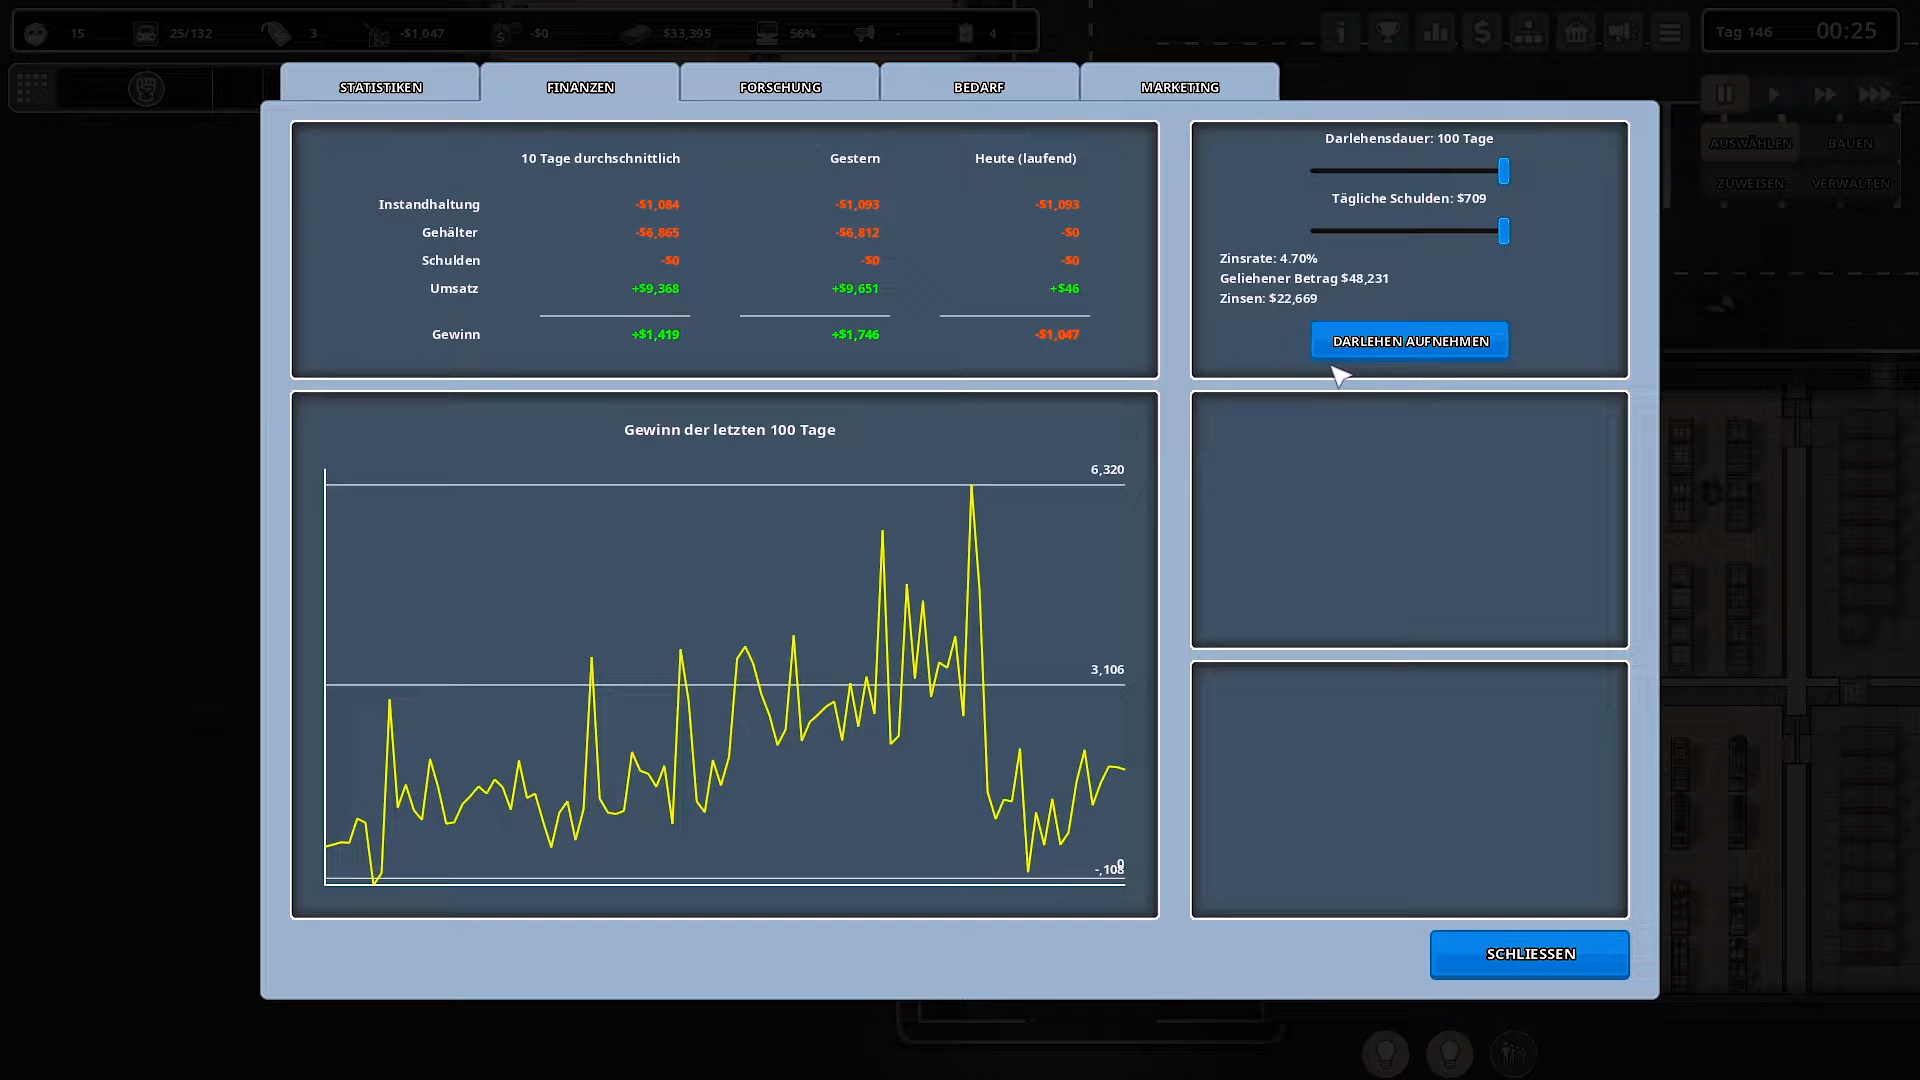 15 25/132 3 -$1,047 -$0 $33,395 56% - 4
Tag 146 00:25
STATISTIKEN FINANZEN FORSCHUNG BEDARF MARKETING
AUSWÄHLEN BAUEN
ZUWEISEN VERWALTEN
10 Tage durchschnittlich Gestern Heute (laufend)
Instandhaltung -$1,084 -$1,093 -$1,093
Gehälter -$6,865 -$6,812 -$0
Schulden -$0 -$0 -$0
Umsatz +$9,368 +$9,651 +$46
Gewinn +$1,419 +$1,746 -$1,047
Darlehensdauer: 100 Tage
Tägliche Schulden: $709
Zinsrate: 4.70%
Geliehener Betrag $48,231
Zinsen: $22,669
DARLEHEN AUFNEHMEN
Gewinn der letzten 100 Tage
6,320
3,106
0
-,108
SCHLIESSEN